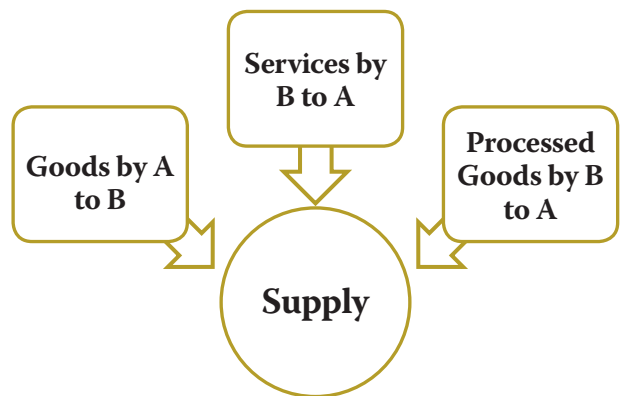 Services by
B to A
Goods by A
to B
Processed
Goods by B
to A
Supply